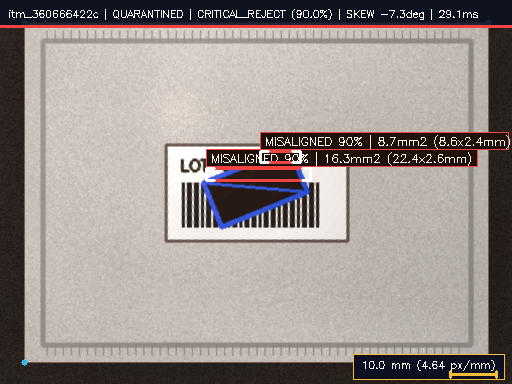 itm_360666422c | QUARANTINED | CRITICAL_REJECT (90.0%) | SKEW -7.3deg | 29.1ms
MISALIGNED 90% | 8.7mm2 (8.6x2.4mm)
MISALIGNED 90% | 16.3mm2 (22.4x2.6mm)
LOT
10.0 mm (4.64 px/mm)